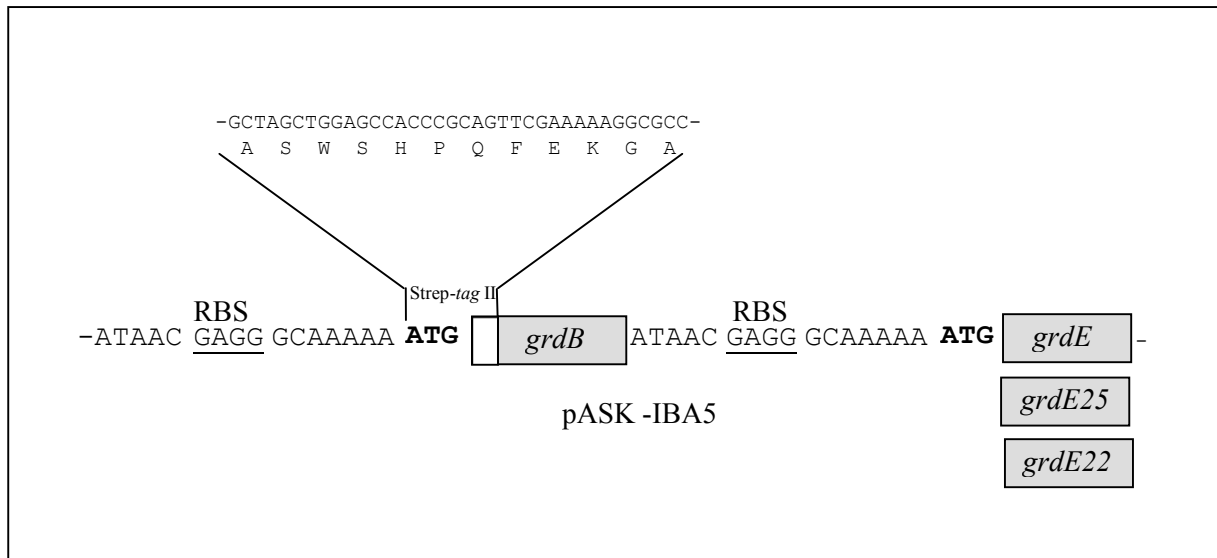 –GCTAGCTGGAGCCACCCGCAGTTCGAAAAAGGCGCC–
A S W S H P Q F E K G A
Strep-tag II
RBS RBS
–ATAAC GAGG GCAAAAA ATG grdB ATAAC GAGG GCAAAAA ATG grdE –
grdE25
pASK -IBA5
grdE22